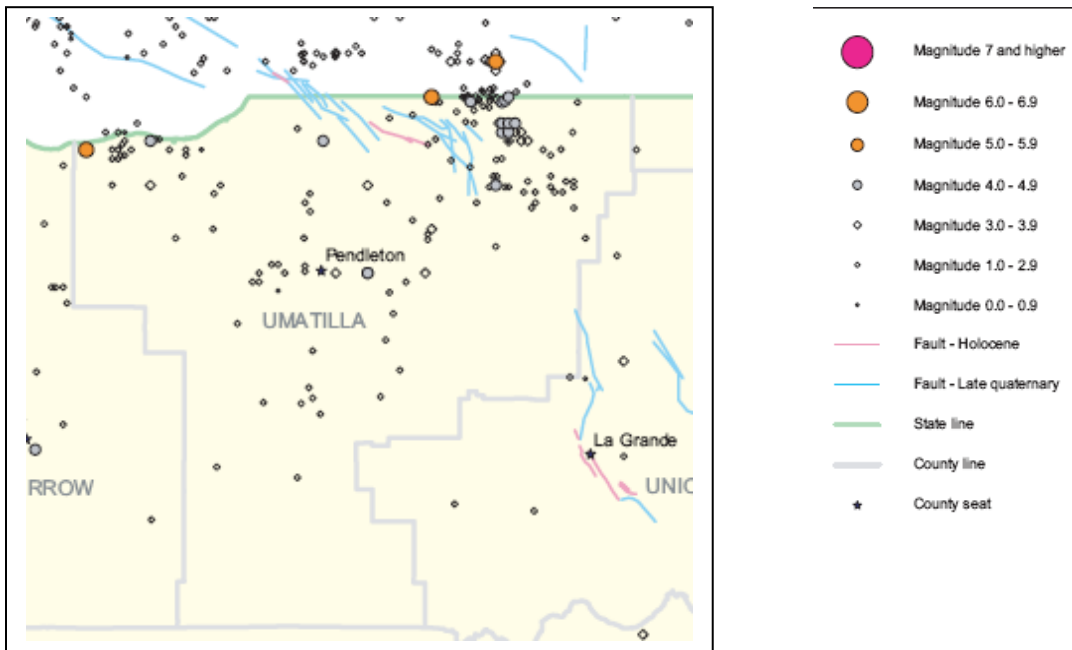 Pendleton
UMATILLA
La Grande
RROW
UNIC
Magnitude 7 and higher
Magnitude 6.0 - 6.9
Magnitude 5.0 - 5.9
Magnitude 4.0 - 4.9
Magnitude 3.0 - 3.9
Magnitude 1.0 - 2.9
Magnitude 0.0 - 0.9
Fault - Holocene
Fault - Late quaternary
State line
County line
County seat